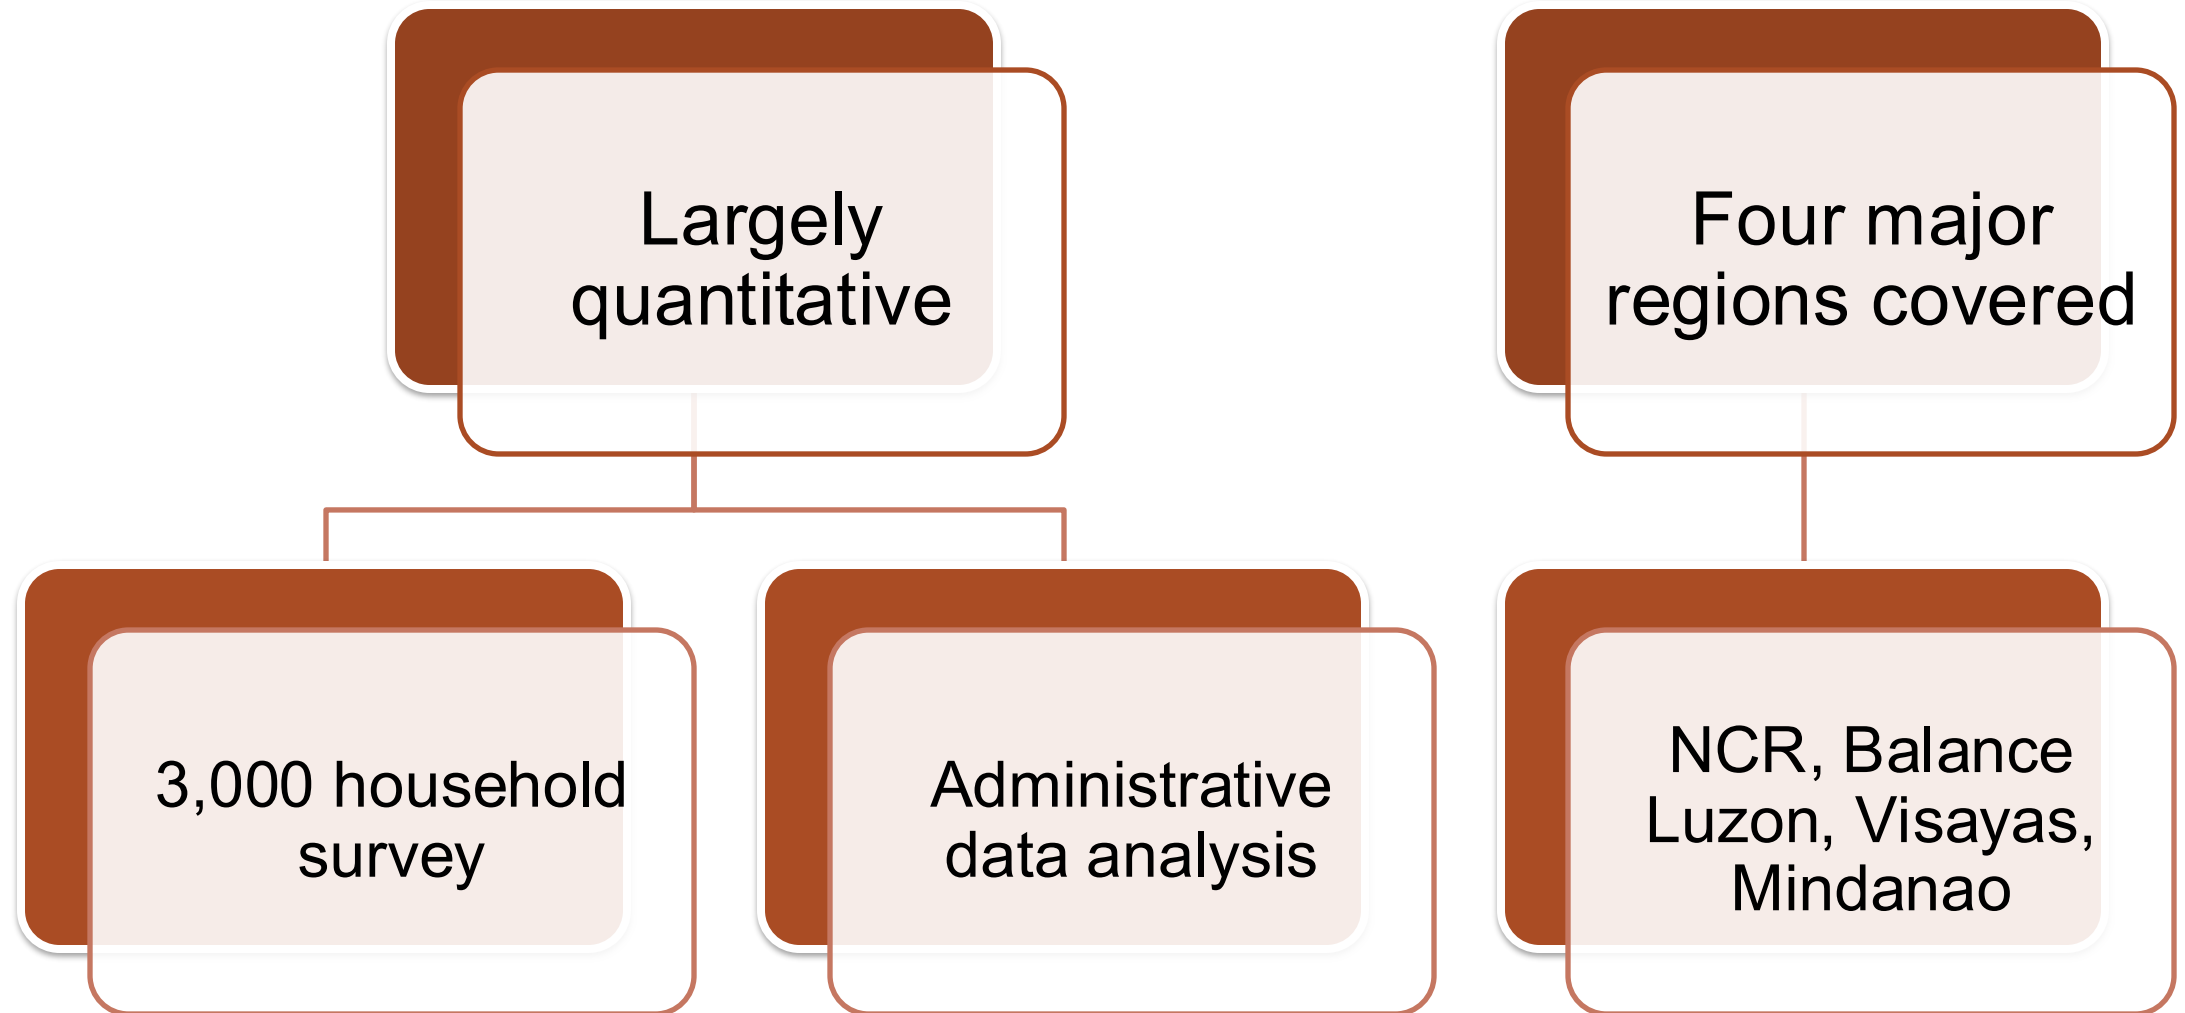 Largely
quantitative
Four major
regions covered
3,000 household
survey
Administrative
data analysis
NCR, Balance
Luzon, Visayas,
Mindanao